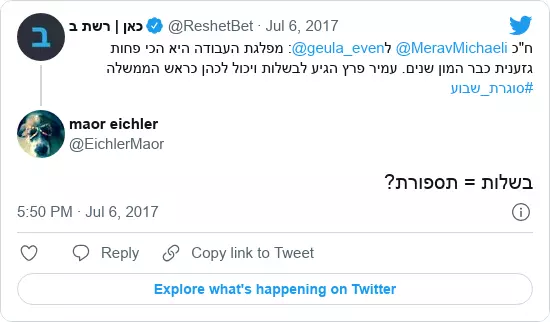 כאן | רשת ב @ReshetBet · Jul 6, 2017
ח"כ @MeravMichaeli ל@geula_even: מפלגת העבודה היא הכי פחות
גזענית כבר המון שנים. עמיר פרץ הגיע לבשלות ויכול לכהן כראש הממשלה
#סוגרת_שבוע
maor eichler
@EichlerMaor
בשלות = תספורת?
5:50 PM · Jul 6, 2017
Reply
Copy link to Tweet
Explore what's happening on Twitter